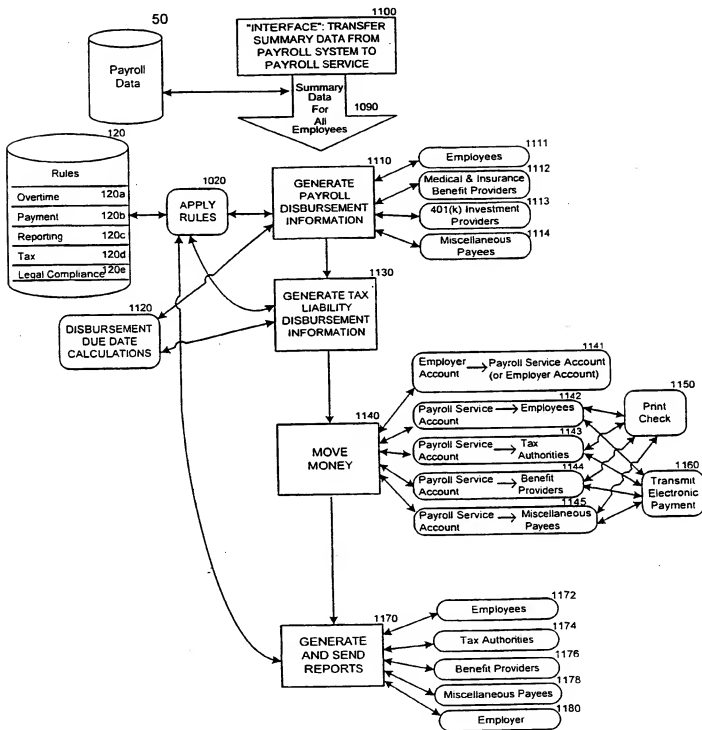 50
1100
"INTERFACE": TRANSFER
SUMMARY DATA FROM
PAYROLL SYSTEM TO
PAYROLL SERVICE
Payroll
Data
Summary
Data
For
All
Employees
1090
120
Rules
Overtime 120a
Payment 120b
Reporting 120c
Tax 120d
Legal Compliance 120e
1020
APPLY
RULES
1110
GENERATE
PAYROLL
DISBURSEMENT
INFORMATION
1111
Employees
1112
Medical & Insurance
Benefit Providers
1113
401(k) Investment
Providers
1114
Miscellaneous
Payees
1120
DISBURSEMENT
DUE DATE
CALCULATIONS
1130
GENERATE TAX
LIABILITY
DISBURSEMENT
INFORMATION
1140
MOVE
MONEY
1141
Employer → Payroll Service Account
Account (or Employer Account)
1142
Payroll Service → Employees
Account
1143
Payroll Service → Tax
Account Authorities
1144
Payroll Service → Benefit
Account Providers
1145
Payroll Service → Miscellaneous
Account Payees
1150
Print
Check
1160
Transmit
Electronic
Payment
1170
GENERATE
AND SEND
REPORTS
1172
Employees
1174
Tax Authorities
1176
Benefit Providers
1178
Miscellaneous Payees
1180
Employer